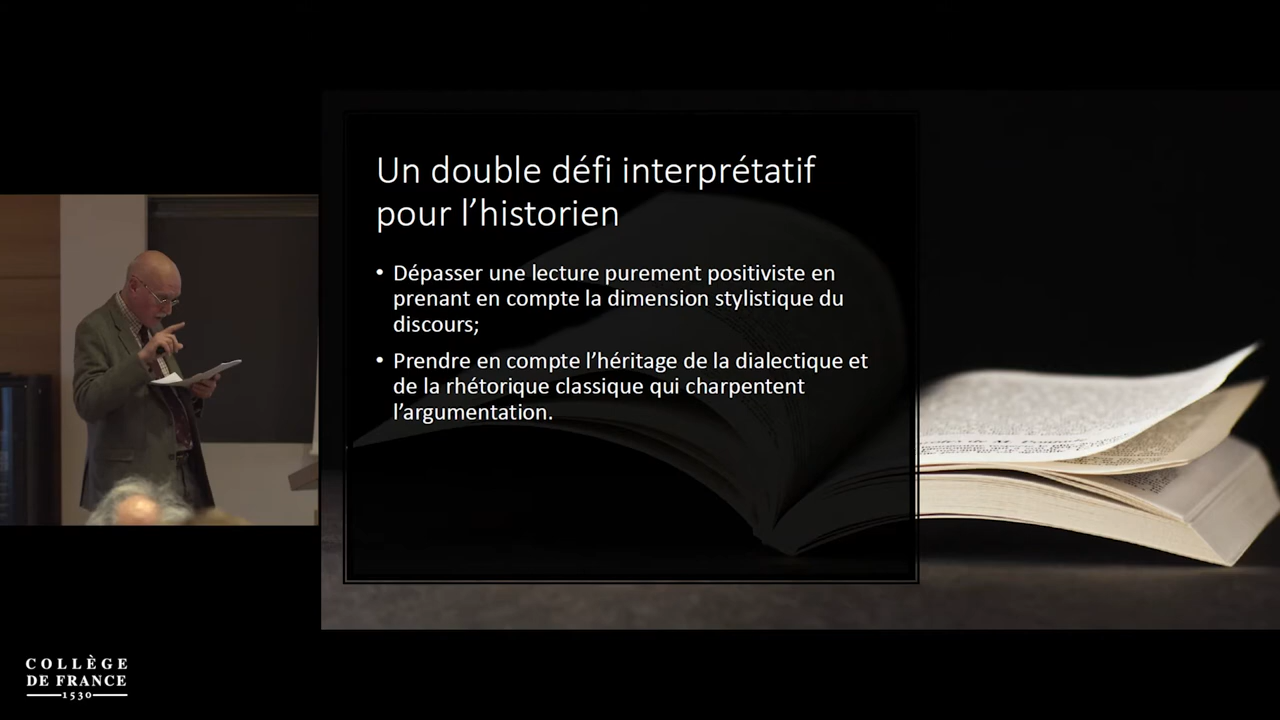 Un double défi interprétatif
pour l’historien
• Dépasser une lecture purement positiviste en
prenant en compte la dimension stylistique du
discours;
• Prendre en compte l’héritage de la dialectique et
de la rhétorique classique qui charpentent
l’argumentation.
COLLÈGE
DE FRANCE
1530